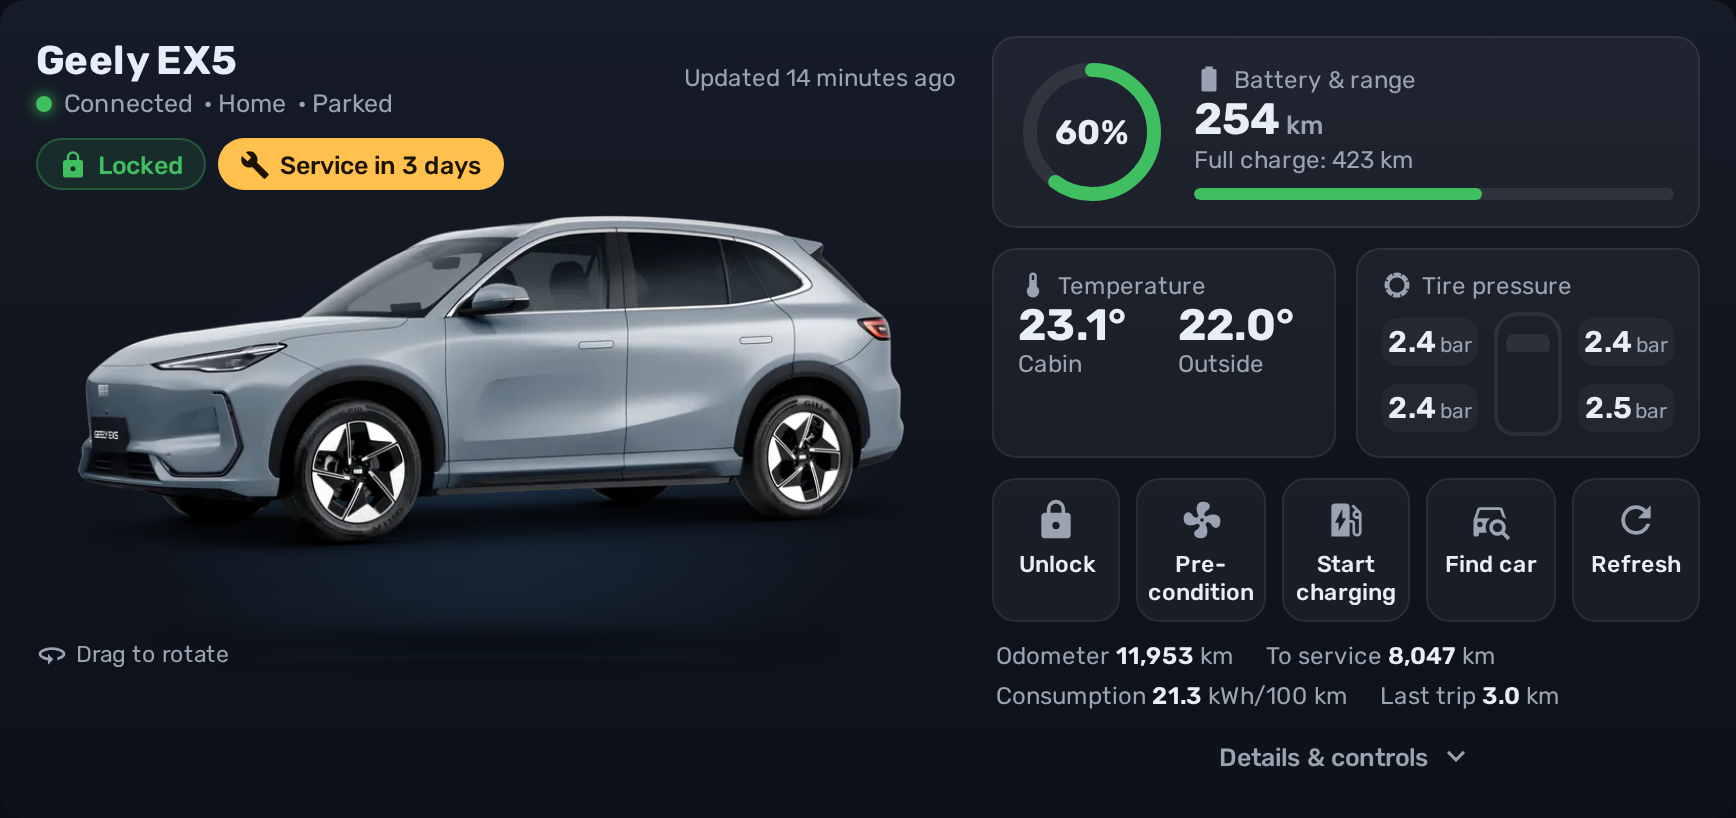 Geely EX5
Updated 14 minutes ago
Connected • Home • Parked
Locked
Service in 3 days
GEELY EX5
Drag to rotate
60%
Battery & range
254 km
Full charge: 423 km
Temperature
23.1° 22.0°
Cabin Outside
Tire pressure
2.4 bar 2.4 bar
2.4 bar 2.5 bar
Unlock
Pre-
condition
Start
charging
Find car
Refresh
Odometer 11,953 km To service 8,047 km
Consumption 21.3 kWh/100 km Last trip 3.0 km
Details & controls